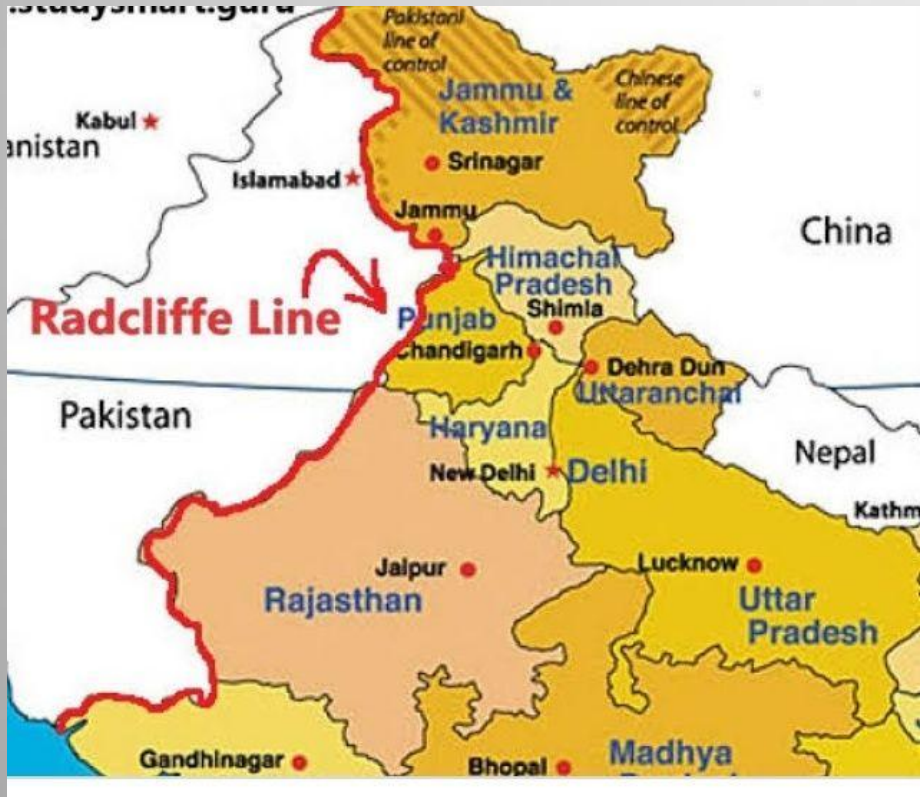 .studysmart.guru
Pakistani
line of
control
Chinese
line of
control
Jammu &
Kashmir
Kabul
anistan
Srinagar
Islamabad
Jammu
China
Himachal
Pradesh
Shimla
Radcliffe Line
Punjab
Chandigarh
Dehra Dun
Uttaranchal
Pakistan
Haryana
Nepal
New Delhi
Delhi
Kathm
Jaipur
Lucknow
Rajasthan
Uttar
Pradesh
Gandhinagar
Bhopal
Madhya